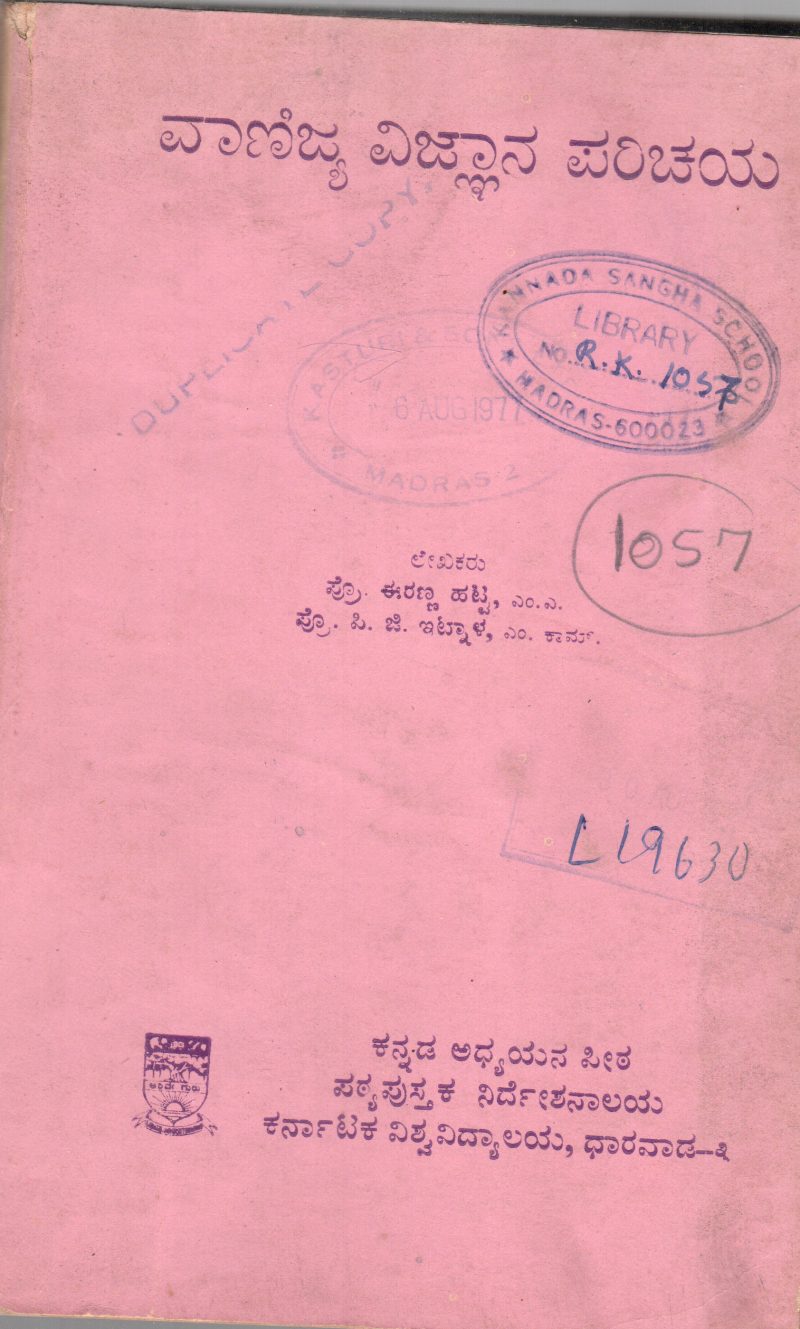 ವಾಣಿಜ್ಯ ವಿಜ್ಞಾನ ಪರಿಚಯ
DUPLICATE COPY
KANNADA SANGHA SCHOOL
LIBRARY
NO. R.K. 1057
★ MADRAS-600023 ★
KASTURI &
6 AUG 1977
MADRAS-2
1057
ಲೇಖಕರು
ಪ್ರೊ. ಈರಣ್ಣ ಹಟ್ಟಿ, ಎಂ.ಎ.
ಪ್ರೊ. ಸಿ. ಜಿ. ಇಟ್ನಾಳ, ಎಂ. ಕಾಮ್.
L19630
ಕನ್ನಡ ಅಧ್ಯಯನ ಪೀಠ
ಪಠ್ಯಪುಸ್ತಕ ನಿರ್ದೇಶನಾಲಯ
ಕರ್ನಾಟಕ ವಿಶ್ವವಿದ್ಯಾಲಯ, ಧಾರವಾಡ–೩
ಅರಿವೇ ಗುರು